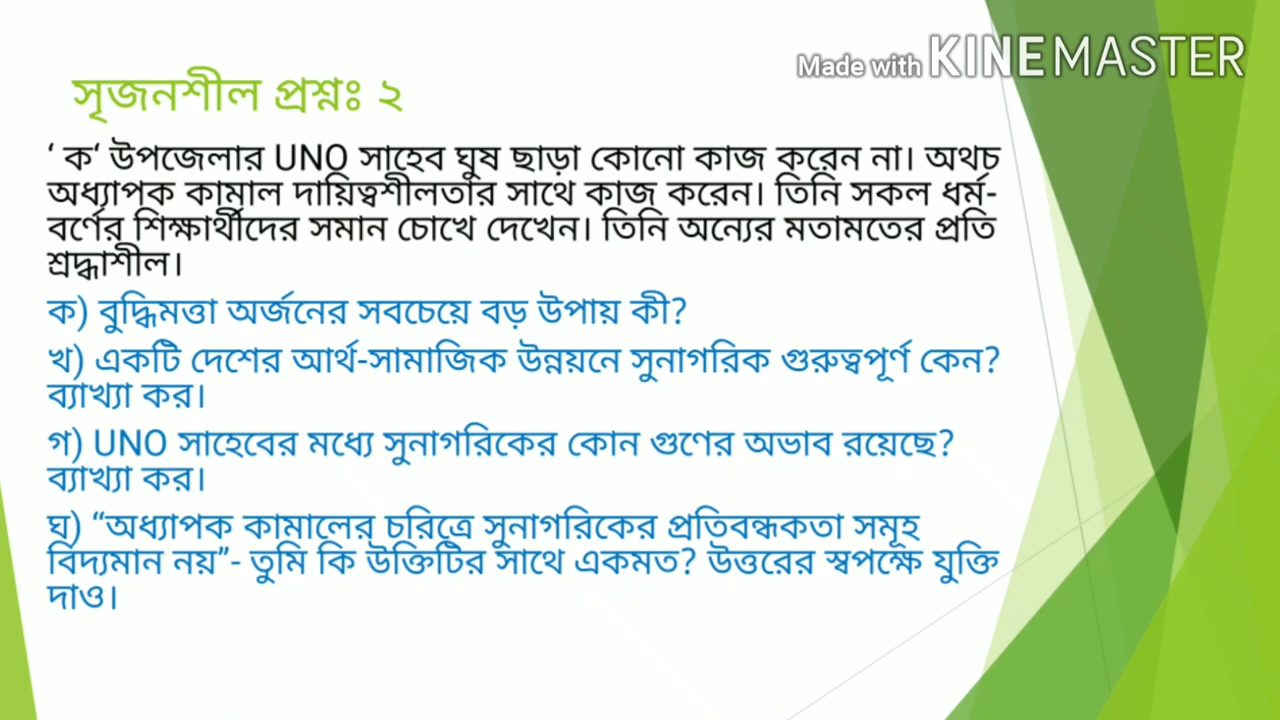 Made with KINEMASTER
সৃজনশীল প্রশ্নঃ ২
‘ ক‘ উপজেলার UNO সাহেব ঘুষ ছাড়া কোনো কাজ করেন না। অথচ
অধ্যাপক কামাল দায়িত্বশীলতার সাথে কাজ করেন। তিনি সকল ধর্ম-
বর্ণের শিক্ষার্থীদের সমান চোখে দেখেন। তিনি অন্যের মতামতের প্রতি
শ্রদ্ধাশীল।
ক) বুদ্ধিমত্তা অর্জনের সবচেয়ে বড় উপায় কী?
খ) একটি দেশের আর্থ-সামাজিক উন্নয়নে সুনাগরিক গুরুত্বপূর্ণ কেন?
ব্যাখ্যা কর।
গ) UNO সাহেবের মধ্যে সুনাগরিকের কোন গুণের অভাব রয়েছে?
ব্যাখ্যা কর।
ঘ) “অধ্যাপক কামালের চরিত্রে সুনাগরিকের প্রতিবন্ধকতা সমূহ
বিদ্যমান নয়”- তুমি কি উক্তিটির সাথে একমত? উত্তরের স্বপক্ষে যুক্তি
দাও।